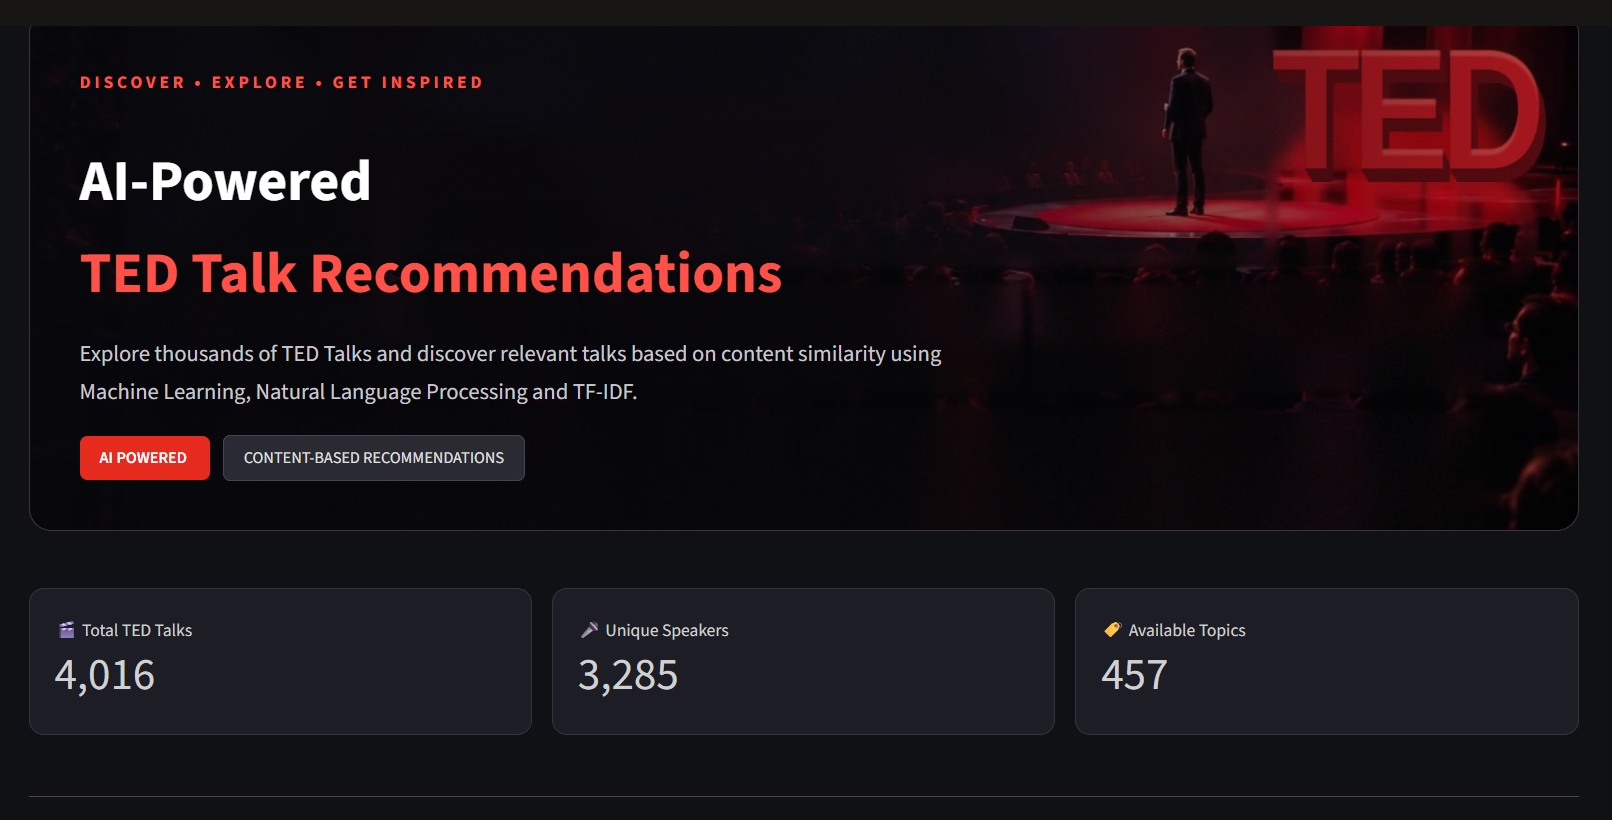 TED
DISCOVER • EXPLORE • GET INSPIRED
AI-Powered
TED Talk Recommendations
Explore thousands of TED Talks and discover relevant talks based on content similarity using
Machine Learning, Natural Language Processing and TF-IDF.
AI POWERED
CONTENT-BASED RECOMMENDATIONS
Total TED Talks
4,016
Unique Speakers
3,285
Available Topics
457